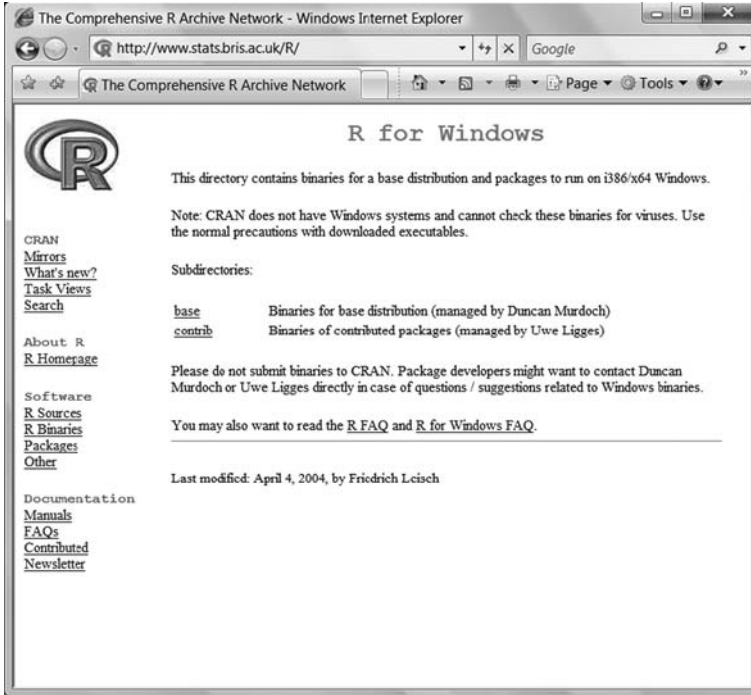 The Comprehensive R Archive Network - Windows Internet Explorer
http://www.stats.bris.ac.uk/R/
Google
The Comprehensive R Archive Network
Page
Tools
»
R
R for Windows
This directory contains binaries for a base distribution and packages to run on i386/x64 Windows.
Note: CRAN does not have Windows systems and cannot check these binaries for viruses. Use
the normal precautions with downloaded executables.
Subdirectories:
base Binaries for base distribution (managed by Duncan Murdoch)
contrib Binaries of contributed packages (managed by Uwe Ligges)
Please do not submit binaries to CRAN. Package developers might want to contact Duncan
Murdoch or Uwe Ligges directly in case of questions / suggestions related to Windows binaries.
You may also want to read the R FAQ and R for Windows FAQ.
Last modified: April 4, 2004, by Friedrich Leisch
CRAN
Mirrors
What's new?
Task Views
Search
About R
R Homepage
Software
R Sources
R Binaries
Packages
Other
Documentation
Manuals
FAQs
Contributed
Newsletter